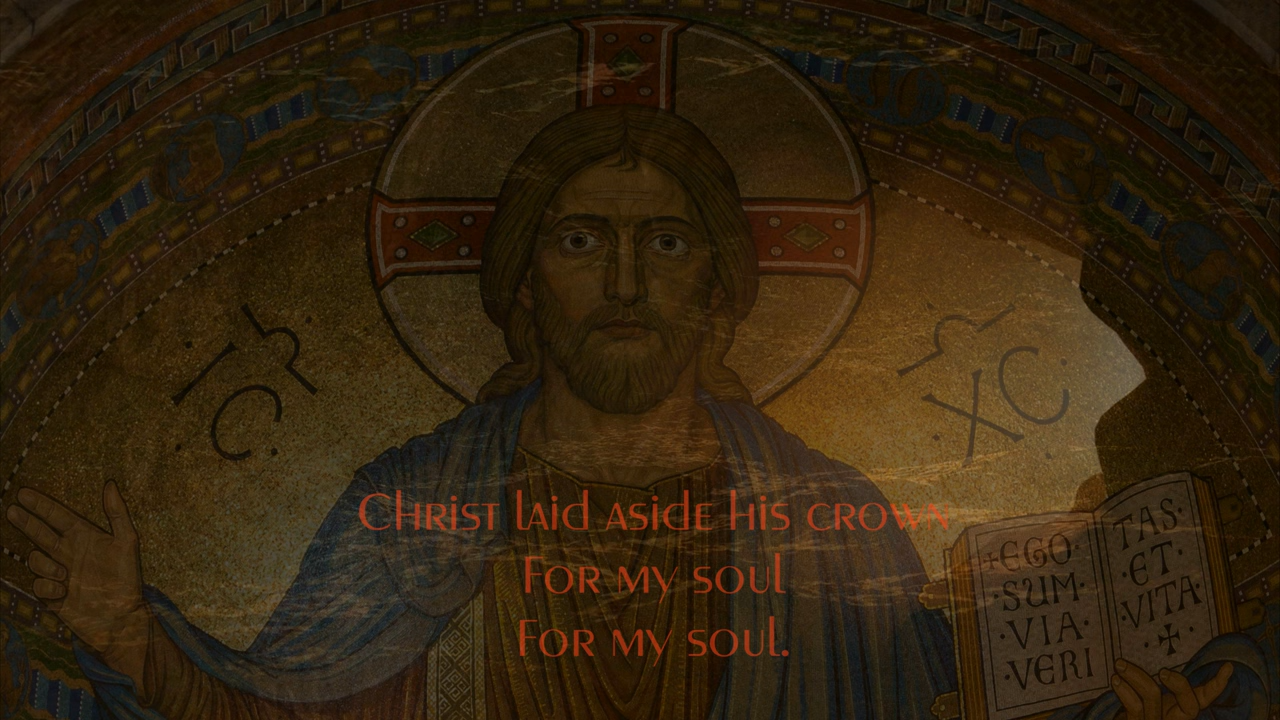 IC
XC
Christ laid aside his crown
For my soul
For my soul.
+EGO·
·SUM·
·VIA·
VERI
TAS·
·ET·
·VITA·